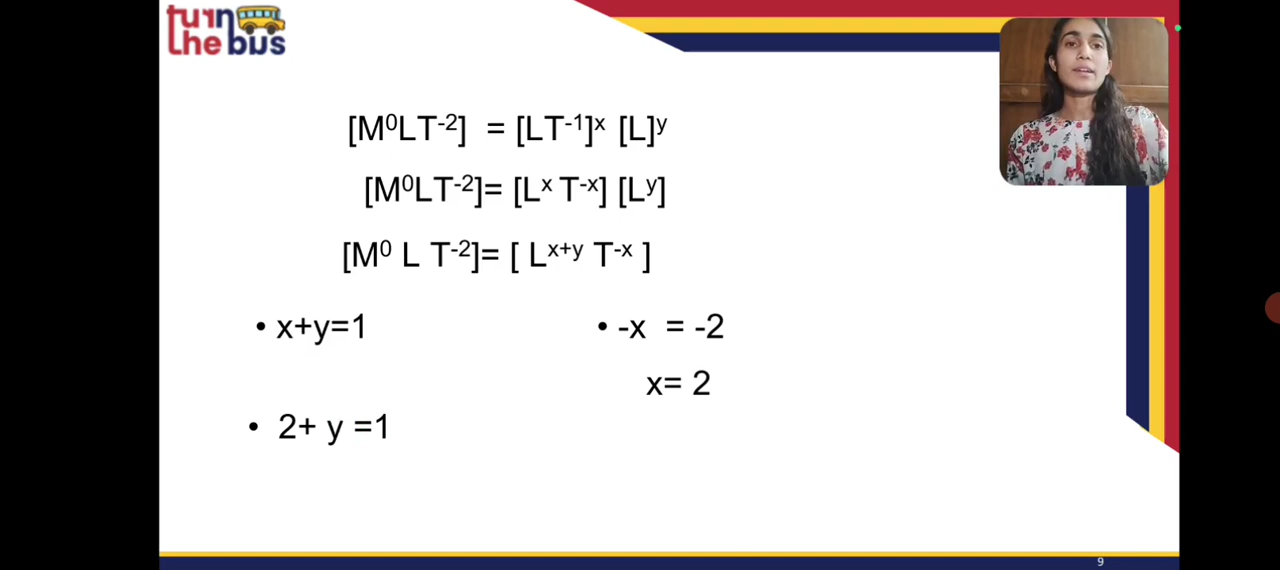 turn
the bus
[M⁰LT⁻²] = [LT⁻¹]ˣ [L]ʸ
[M⁰LT⁻²]= [Lˣ T⁻ˣ] [Lʸ]
[M⁰ L T⁻²]= [ Lˣ⁺ʸ T⁻ˣ ]
• x+y=1
• -x = -2
x= 2
• 2+ y =1
9